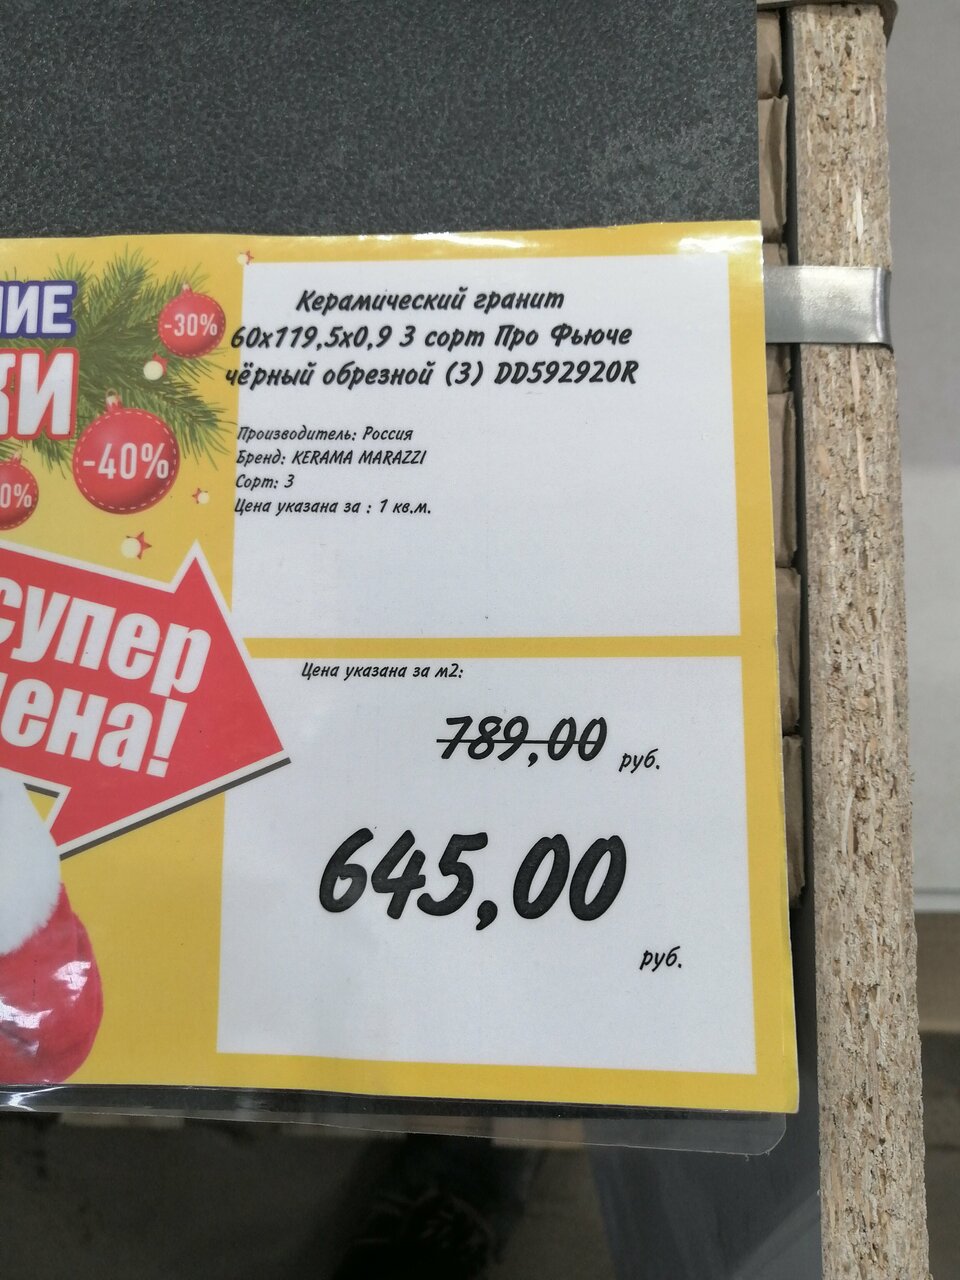 -30%
-40%
0%
супер
цена!
Керамический гранит
60х119,5х0,9 3 сорт Про Фьюче
чёрный обрезной (3) DD592920R
Производитель: Россия
Бренд: KERAMA MARAZZI
Сорт: 3
Цена указана за : 1 кв.м.
Цена указана за м2:
789,00 руб.
645,00
руб.